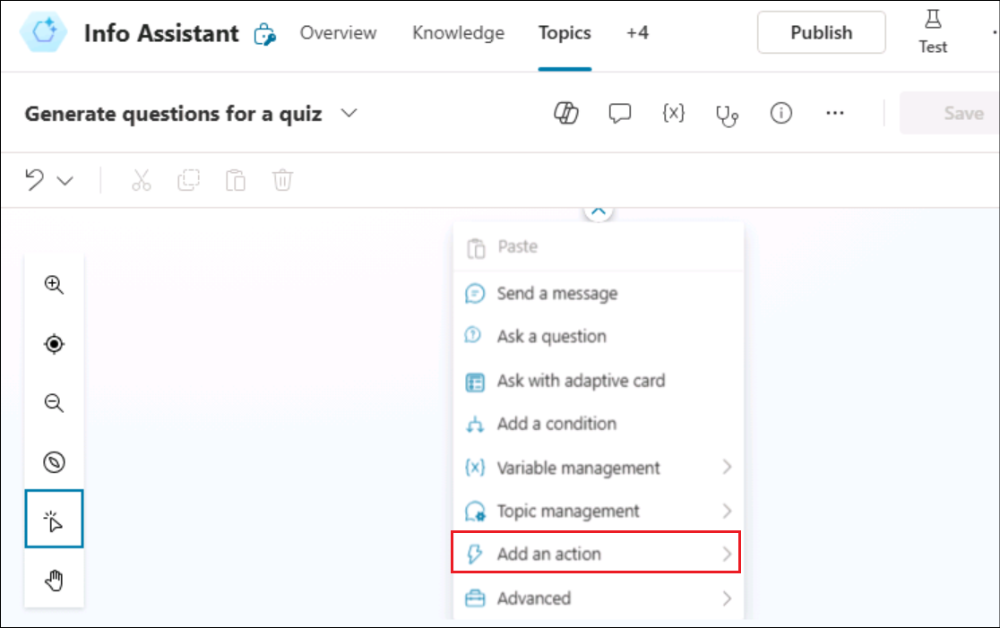 Info Assistant Overview Knowledge Topics +4 Publish Test
Generate questions for a quiz {x} ... Save
Paste
Send a message
Ask a question
Ask with adaptive card
Add a condition
{x} Variable management
Topic management
Add an action
Advanced